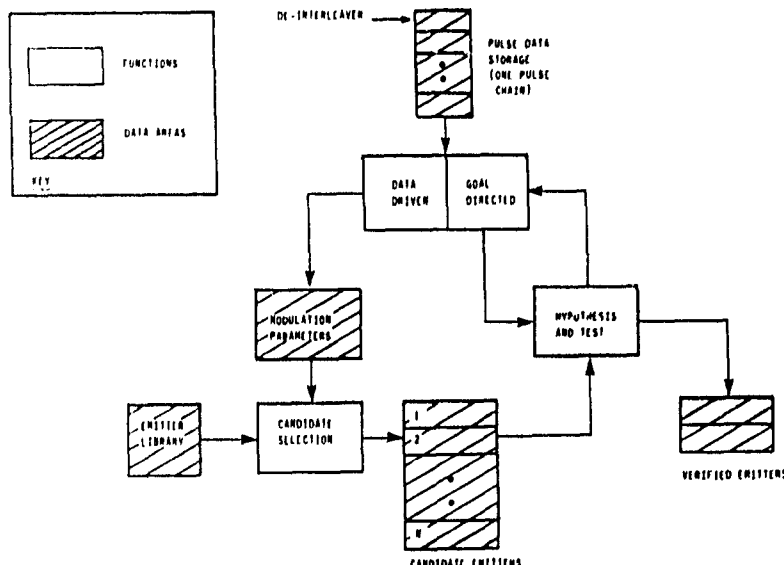 DE-INTERLEAVER
PULSE DATA
STORAGE
(ONE PULSE
CHAIN)
FUNCTIONS
DATA AREAS
KEY
DATA
DRIVEN
GOAL
DIRECTED
MODULATION
PARAMETERS
HYPOTHESIS
AND TEST
EMITTER
LIBRARY
CANDIDATE
SELECTION
1
2
N
VERIFIED EMITTERS
CANDIDATE EMITTERS